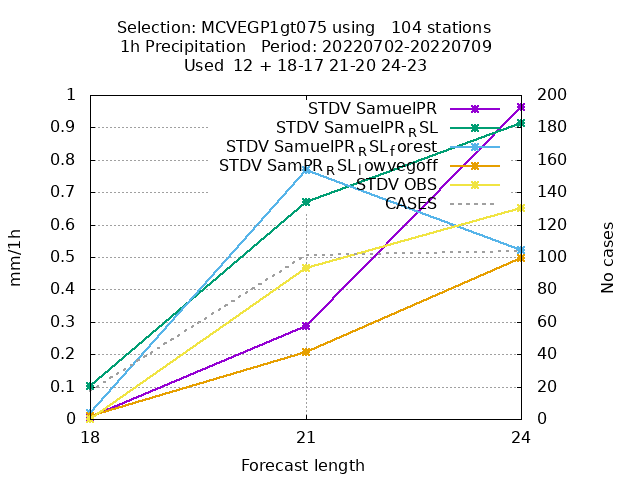 Selection: MCVEGP1gt075 using   104 stations
1h Precipitation   Period: 20220702-20220709
Used  12 + 18-17 21-20 24-23
1
0.9
0.8
0.7
0.6
0.5
0.4
0.3
0.2
0.1
0
200
180
160
140
120
100
80
60
40
20
0
mm/1h
No cases
STDV SamuelPR
STDV SamuelPR_RSL
STDV SamuelPR_RSL_forest
STDV SamPR_RSL_lowvegoff
STDV OBS
CASES
18
21
24
Forecast length